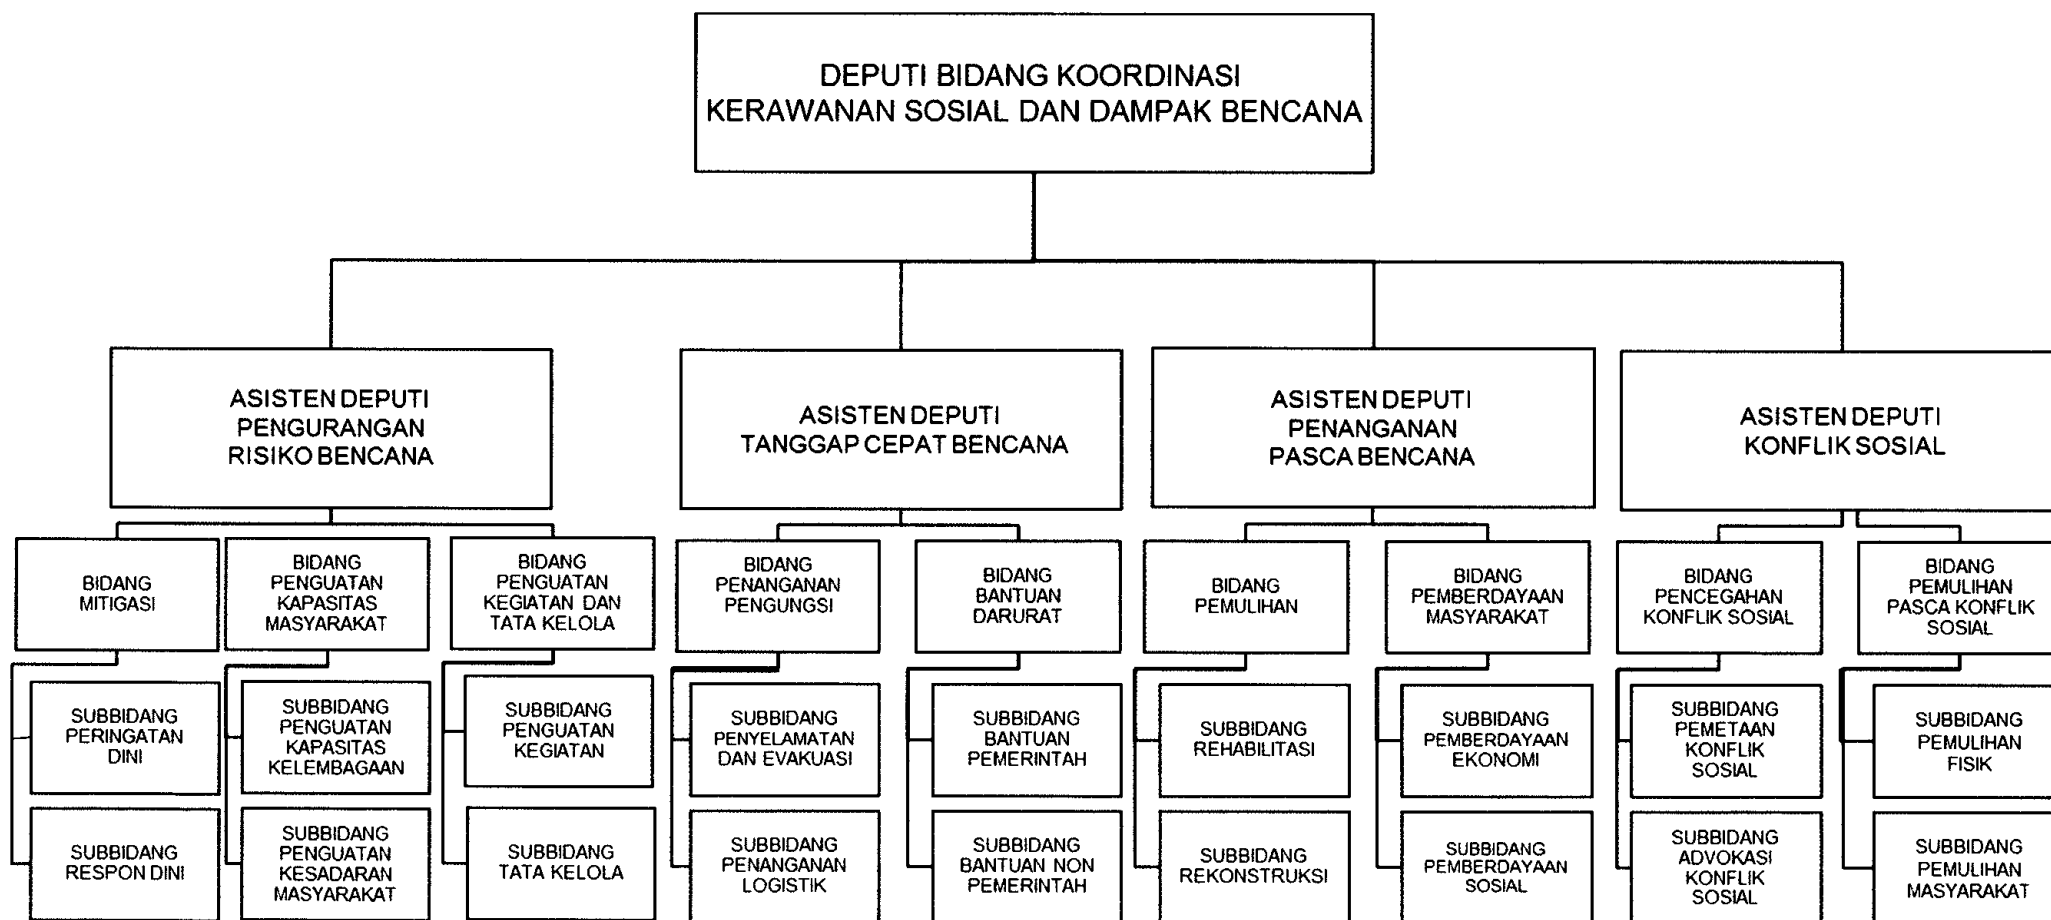 DEPUTI BIDANG KOORDINASI
KERAWANAN SOSIAL DAN DAMPAK BENCANA
ASISTEN DEPUTI
PENGURANGAN
RISIKO BENCANA
ASISTEN DEPUTI
TANGGAP CEPAT BENCANA
ASISTEN DEPUTI
PENANGANAN
PASCA BENCANA
ASISTEN DEPUTI
KONFLIK SOSIAL
BIDANG
MITIGASI
BIDANG
PENGUATAN
KAPASITAS
MASYARAKAT
BIDANG
PENGUATAN
KEGIATAN DAN
TATA KELOLA
BIDANG
PENANGANAN
PENGUNGSI
BIDANG
BANTUAN
DARURAT
BIDANG
PEMULIHAN
BIDANG
PEMBERDAYAAN
MASYARAKAT
BIDANG
PENCEGAHAN
KONFLIK SOSIAL
BIDANG
PEMULIHAN
PASCA KONFLIK
SOSIAL
SUBBIDANG
PERINGATAN
DINI
SUBBIDANG
PENGUATAN
KAPASITAS
KELEMBAGAAN
SUBBIDANG
PENGUATAN
KEGIATAN
SUBBIDANG
PENYELAMATAN
DAN EVAKUASI
SUBBIDANG
BANTUAN
PEMERINTAH
SUBBIDANG
REHABILITASI
SUBBIDANG
PEMBERDAYAAN
EKONOMI
SUBBIDANG
PEMETAAN
KONFLIK
SOSIAL
SUBBIDANG
PEMULIHAN
FISIK
SUBBIDANG
RESPON DINI
SUBBIDANG
PENGUATAN
KESADARAN
MASYARAKAT
SUBBIDANG
TATA KELOLA
SUBBIDANG
PENANGANAN
LOGISTIK
SUBBIDANG
BANTUAN NON
PEMERINTAH
SUBBIDANG
REKONSTRUKSI
SUBBIDANG
PEMBERDAYAAN
SOSIAL
SUBBIDANG
ADVOKASI
KONFLIK
SOSIAL
SUBBIDANG
PEMULIHAN
MASYARAKAT